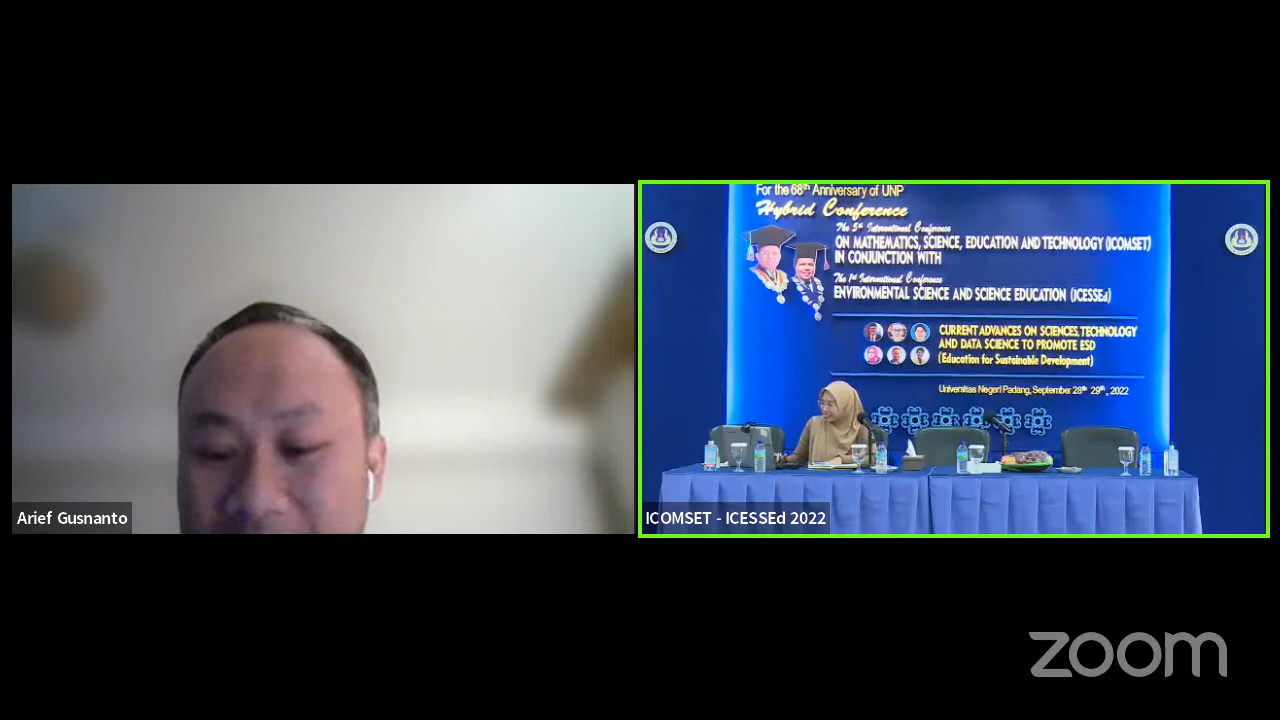 For the 68th Anniversary of UNP
Hybrid Conference
The 5th International Conference
ON MATHEMATICS, SCIENCE, EDUCATION AND TECHNOLOGY (ICOMSET)
IN CONJUNCTION WITH
The 1st International Conference
ENVIRONMENTAL SCIENCE AND SCIENCE EDUCATION (ICESSEd)
CURRENT ADVANCES ON SCIENCES, TECHNOLOGY
AND DATA SCIENCE TO PROMOTE ESD
(Education for Sustainable Development)
Universitas Negeri Padang, September 28th 29th, 2022
Arief Gusnanto
ICOMSET - ICESSEd 2022
zoom